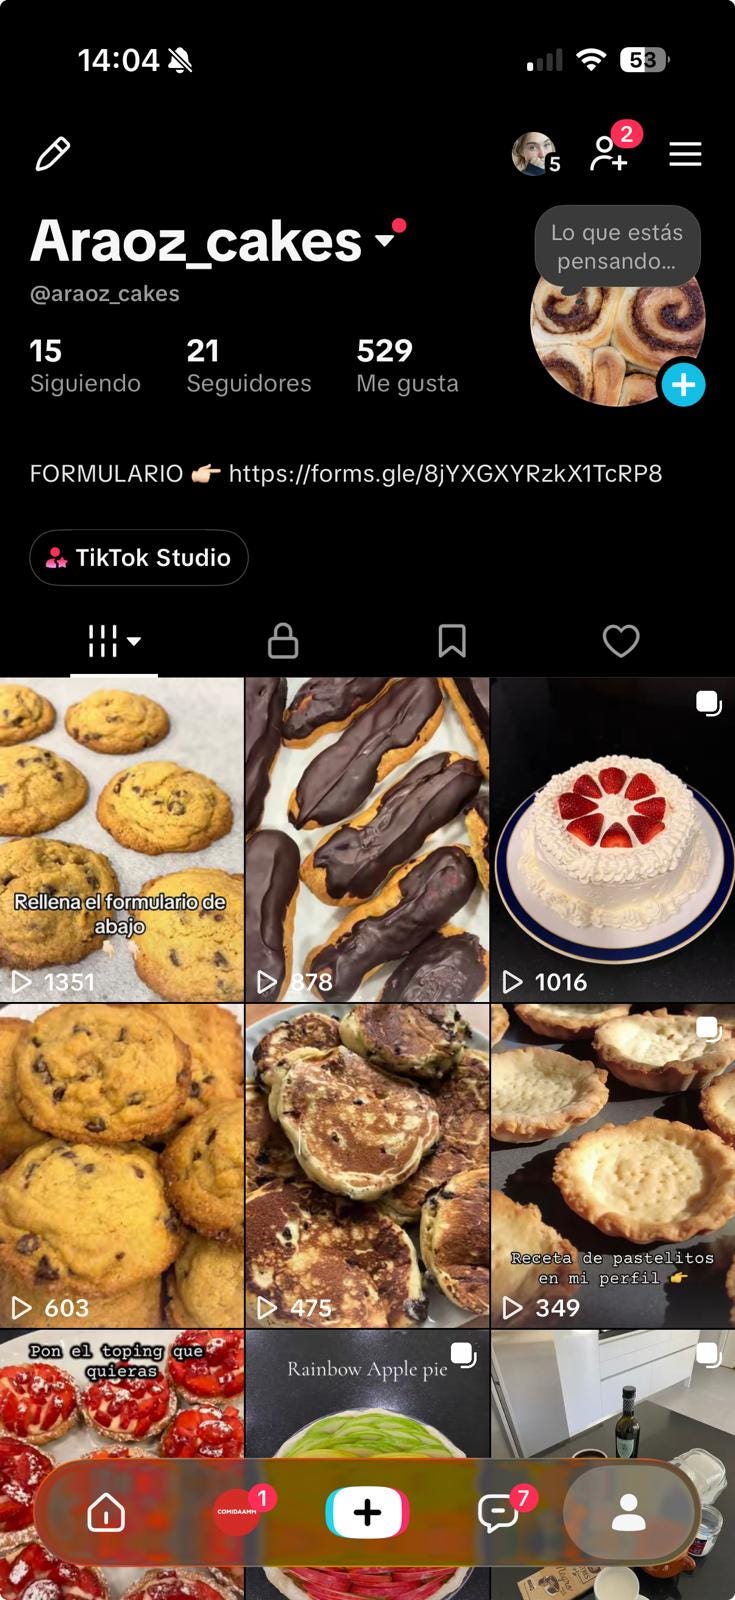 14:04
53
5
2
Araoz_cakes
Lo que estás
pensando...
@araoz_cakes
15
21
529
Siguiendo
Seguidores
Me gusta
FORMULARIO 👉🏻 https://forms.gle/8jYXGXYRzkX1TcRP8
TikTok Studio
Rellena el formulario de
abajo
1351
878
1016
Receta de pastelitos
en mi perfil 👉
603
475
349
Pon el toping que
quieras
Rainbow Apple pie
COMIDAAMM
1
7